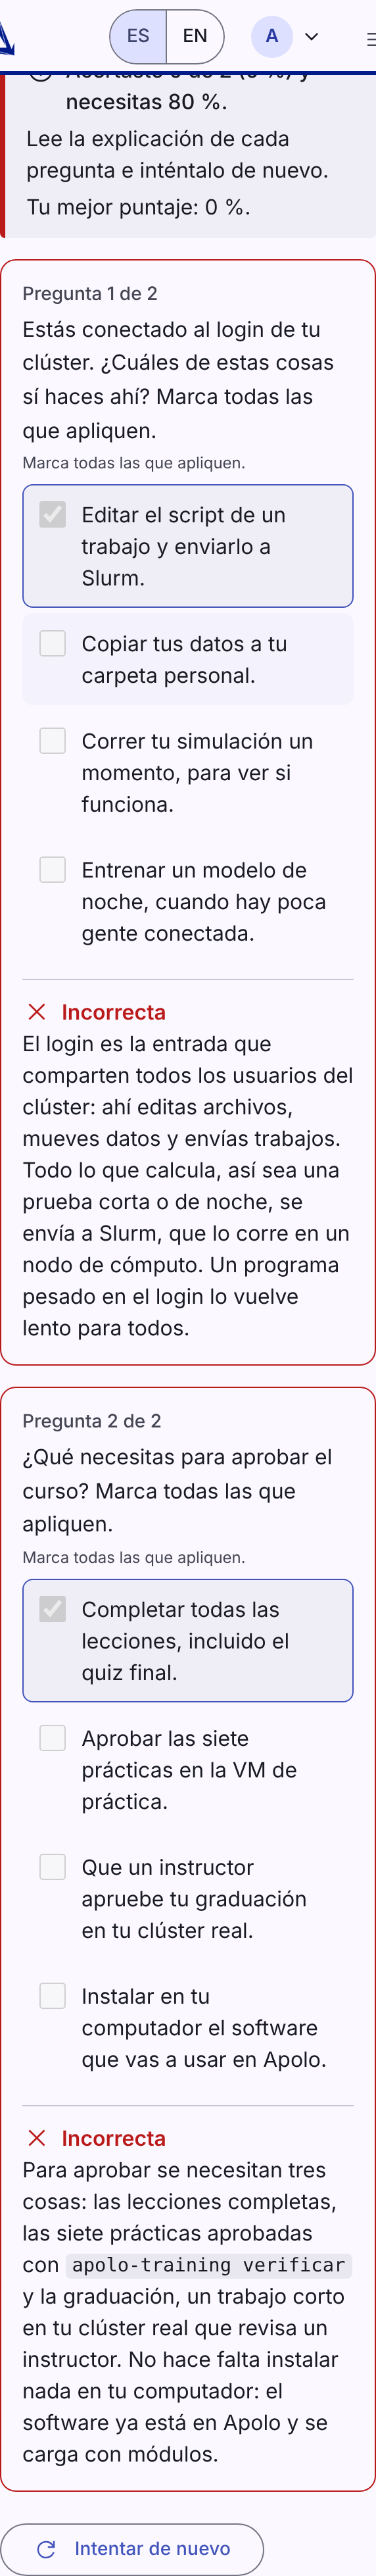 ES
EN
A
Acertaste 0 de 2 (0 %) y
necesitas 80 %.
Lee la explicación de cada
pregunta e inténtalo de nuevo.
Tu mejor puntaje: 0 %.
Pregunta 1 de 2
Estás conectado al login de tu
clúster. ¿Cuáles de estas cosas
sí haces ahí? Marca todas las
que apliquen.
Marca todas las que apliquen.
Editar el script de un
trabajo y enviarlo a
Slurm.
Copiar tus datos a tu
carpeta personal.
Correr tu simulación un
momento, para ver si
funciona.
Entrenar un modelo de
noche, cuando hay poca
gente conectada.
Incorrecta
El login es la entrada que
comparten todos los usuarios del
clúster: ahí editas archivos,
mueves datos y envías trabajos.
Todo lo que calcula, así sea una
prueba corta o de noche, se
envía a Slurm, que lo corre en un
nodo de cómputo. Un programa
pesado en el login lo vuelve
lento para todos.
Pregunta 2 de 2
¿Qué necesitas para aprobar el
curso? Marca todas las que
apliquen.
Marca todas las que apliquen.
Completar todas las
lecciones, incluido el
quiz final.
Aprobar las siete
prácticas en la VM de
práctica.
Que un instructor
apruebe tu graduación
en tu clúster real.
Instalar en tu
computador el software
que vas a usar en Apolo.
Incorrecta
Para aprobar se necesitan tres
cosas: las lecciones completas,
las siete prácticas aprobadas
con apolo-training verificar
y la graduación, un trabajo corto
en tu clúster real que revisa un
instructor. No hace falta instalar
nada en tu computador: el
software ya está en Apolo y se
carga con módulos.
Intentar de nuevo